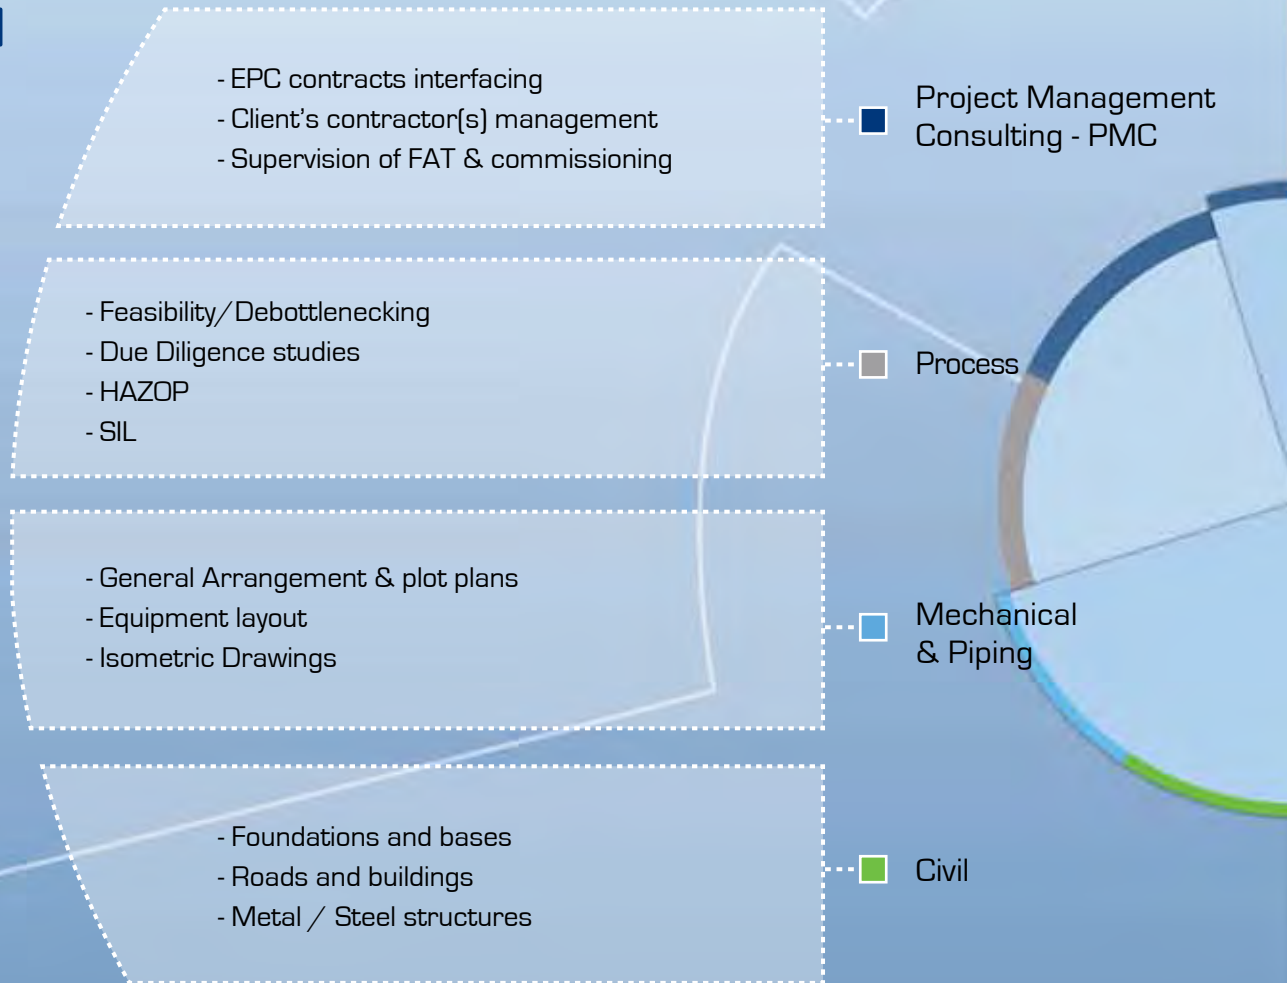 - EPC contracts interfacing
- Client's contractor(s) management
- Supervision of FAT & commissioning
Project Management
Consulting - PMC
- Feasibility/Debottlenecking
- Due Diligence studies
- HAZOP
- SIL
Process
- General Arrangement & plot plans
- Equipment layout
- Isometric Drawings
Mechanical
& Piping
- Foundations and bases
- Roads and buildings
- Metal / Steel structures
Civil